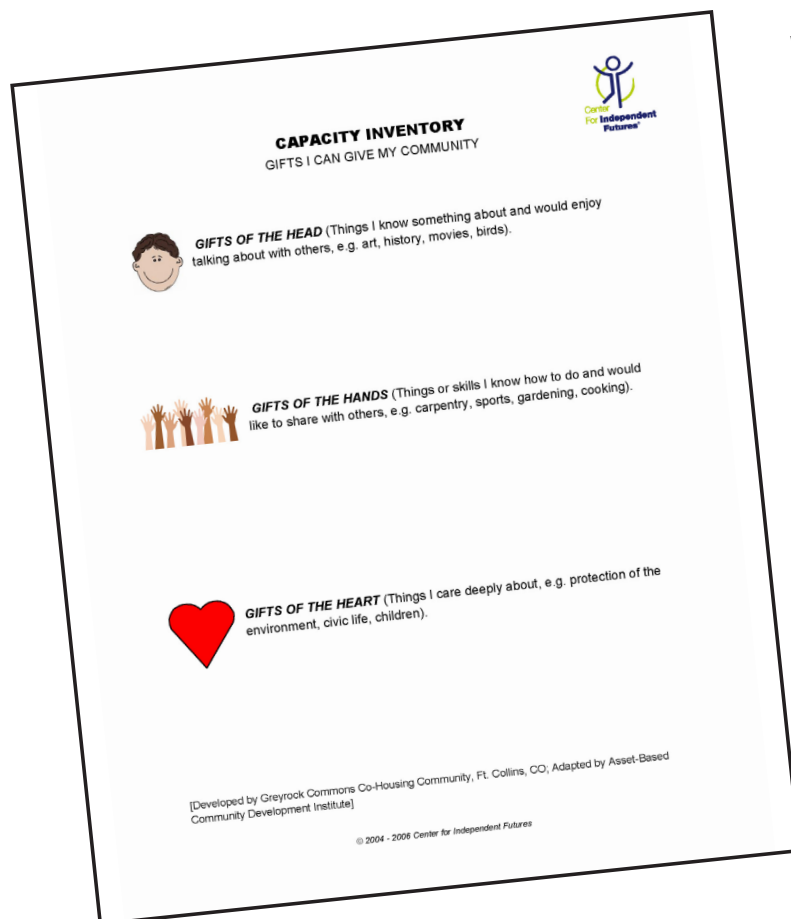 Center
For Independent
Futures®
CAPACITY INVENTORY
GIFTS I CAN GIVE MY COMMUNITY
GIFTS OF THE HEAD (Things I know something about and would enjoy
talking about with others, e.g. art, history, movies, birds).
GIFTS OF THE HANDS (Things or skills I know how to do and would
like to share with others, e.g. carpentry, sports, gardening, cooking).
GIFTS OF THE HEART (Things I care deeply about, e.g. protection of the
environment, civic life, children).
[Developed by Greyrock Commons Co-Housing Community, Ft. Collins, CO; Adapted by Asset-Based
Community Development Institute]
© 2004 - 2006 Center for Independent Futures